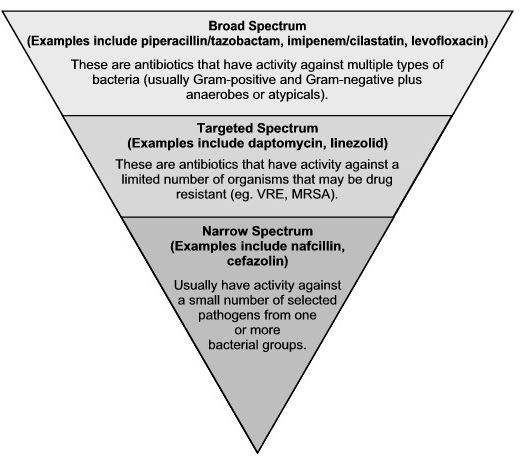 Broad Spectrum
(Examples include piperacillin/tazobactam, imipenem/cilastatin, levofloxacin)
These are antibiotics that have activity against multiple types of
bacteria (usually Gram-positive and Gram-negative plus
anaerobes or atypicals).
Targeted Spectrum
(Examples include daptomycin, linezolid)
These are antibiotics that have activity against a
limited number of organisms that may be drug
resistant (eg. VRE, MRSA).
Narrow Spectrum
(Examples include nafcillin,
cefazolin)
Usually have activity against
a small number of selected
pathogens from one
or more
bacterial groups.